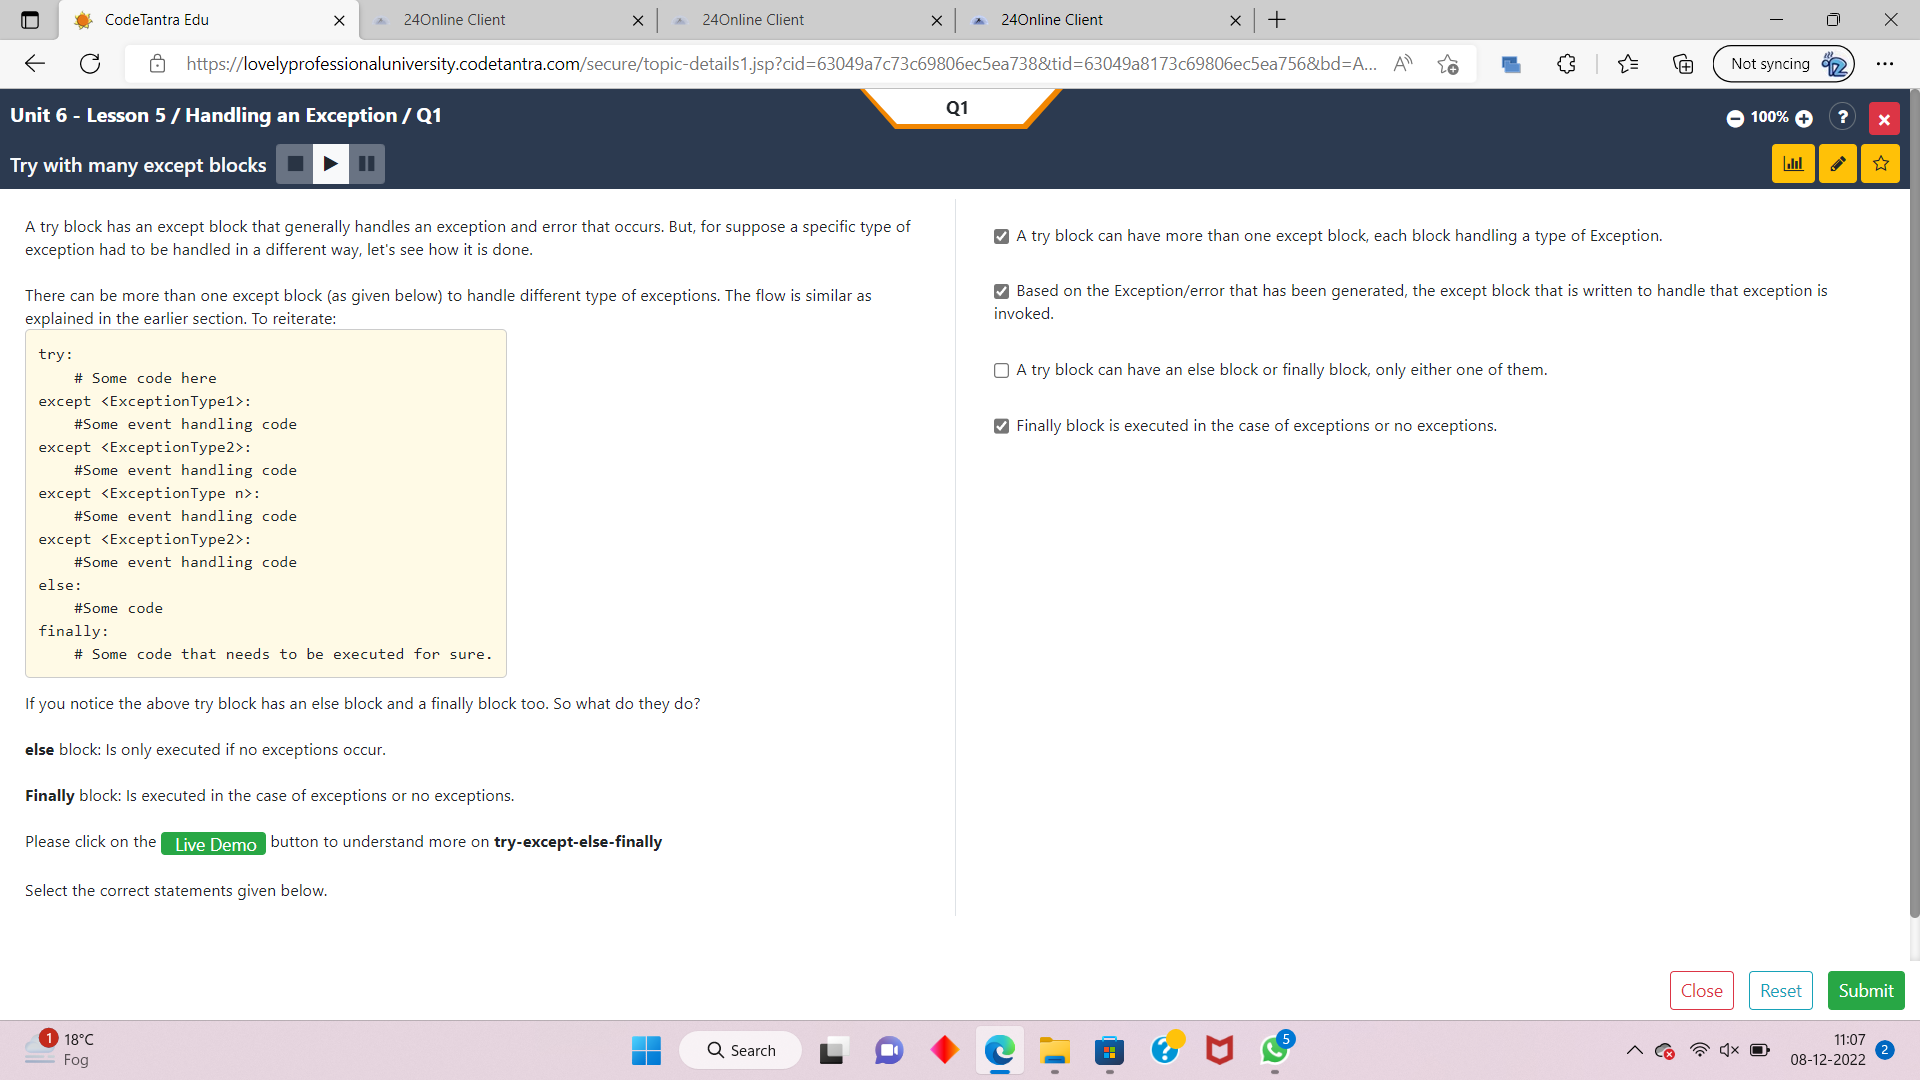 CodeTantra Edu
24Online Client
24Online Client
24Online Client
https://lovelyprofessionaluniversity.codetantra.com/secure/topic-details1.jsp?cid=63049a7c73c69806ec5ea738&tid=63049a8173c69806ec5ea756&bd=A...
Not syncing
Unit 6 - Lesson 5 / Handling an Exception / Q1
Q1
100%
?
Try with many except blocks
A try block has an except block that generally handles an exception and error that occurs. But, for suppose a specific type of
exception had to be handled in a different way, let's see how it is done.
There can be more than one except block (as given below) to handle different type of exceptions. The flow is similar as
explained in the earlier section. To reiterate:
try:
# Some code here
except <ExceptionType1>:
#Some event handling code
except <ExceptionType2>:
#Some event handling code
except <ExceptionType n>:
#Some event handling code
except <ExceptionType2>:
#Some event handling code
else:
#Some code
finally:
# Some code that needs to be executed for sure.
If you notice the above try block has an else block and a finally block too. So what do they do?
else block: Is only executed if no exceptions occur.
Finally block: Is executed in the case of exceptions or no exceptions.
Please click on the Live Demo button to understand more on try-except-else-finally
Select the correct statements given below.
A try block can have more than one except block, each block handling a type of Exception.
Based on the Exception/error that has been generated, the except block that is written to handle that exception is
invoked.
A try block can have an else block or finally block, only either one of them.
Finally block is executed in the case of exceptions or no exceptions.
Close
Reset
Submit
1
18°C
Fog
Search
5
11:07
08-12-2022
2